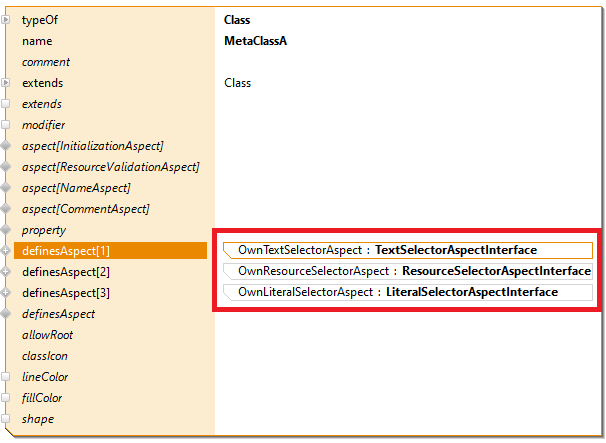 typeOf Class
name MetaClassA
comment
extends Class
extends
modifier
aspect[InitializationAspect]
aspect[ResourceValidationAspect]
aspect[NameAspect]
aspect[CommentAspect]
property
definesAspect[1] OwnTextSelectorAspect : TextSelectorAspectInterface
definesAspect[2] OwnResourceSelectorAspect : ResourceSelectorAspectInterface
definesAspect[3] OwnLiteralSelectorAspect : LiteralSelectorAspectInterface
definesAspect
allowRoot
classIcon
lineColor
fillColor
shape